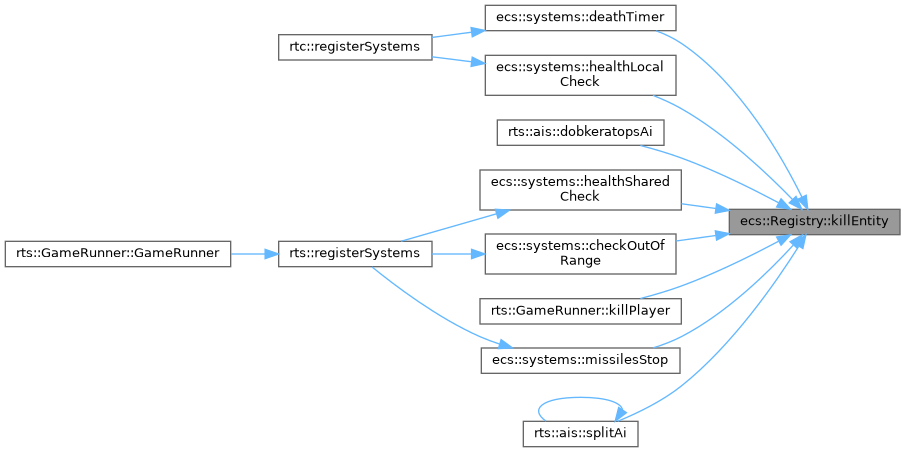 ecs::systems::deathTimer
rtc::registerSystems
ecs::systems::healthLocal
Check
rts::ais::dobkeratopsAi
ecs::systems::healthShared
Check
ecs::Registry::killEntity
rts::GameRunner::GameRunner
rts::registerSystems
ecs::systems::checkOutOf
Range
rts::GameRunner::killPlayer
ecs::systems::missilesStop
rts::ais::splitAi